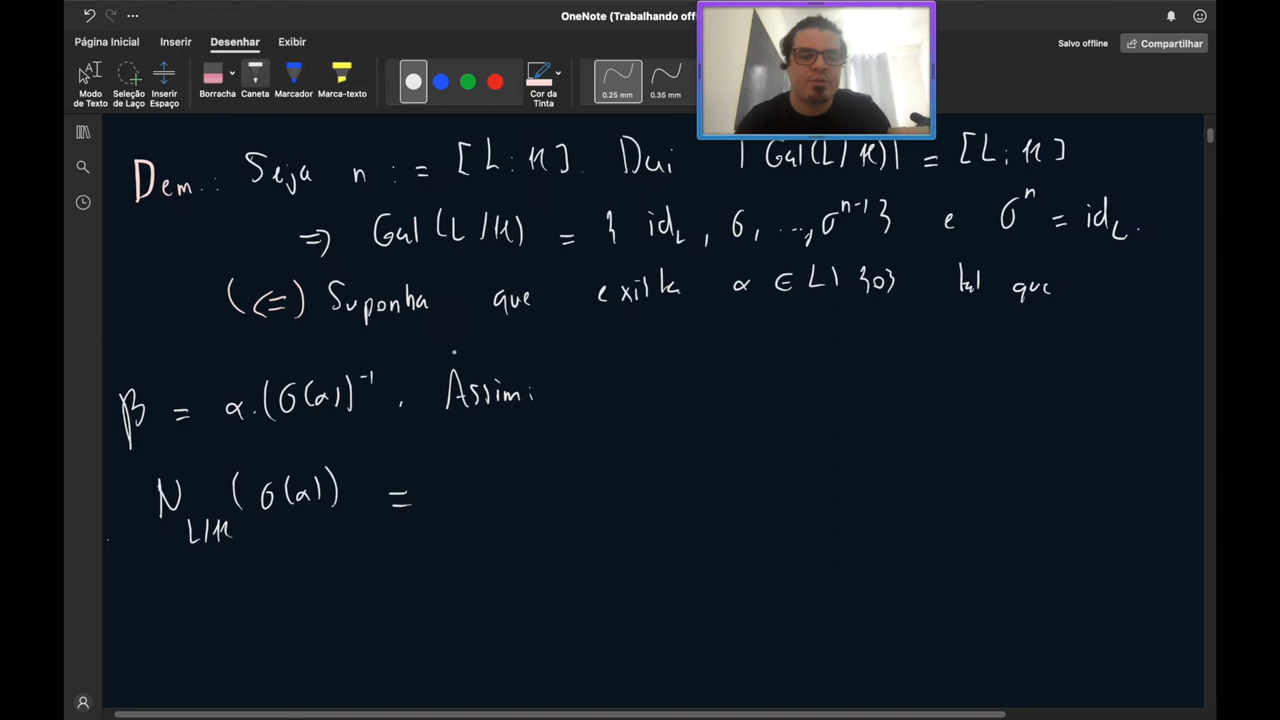 OneNote (Trabalhando off
Página Inicial Inserir Desenhar Exibir
Salvo offline Compartilhar
Modo de Texto Seleção de Laço Inserir Espaço Borracha Caneta Marcador Marca-texto Cor da Tinta 0.25 mm 0.35 mm
Dem.: Seja n := [L:K]. Daí |Gal(L/K)| = [L:K]
=> Gal(L/K) = { id_L, σ, ..., σ^{n-1} } e σ^n = id_L.
(<=) Suponha que exista α ∈ L\{0} tal que
β = α.(σ(α))^{-1}. Assim:
N_{L/K} (σ(α)) =